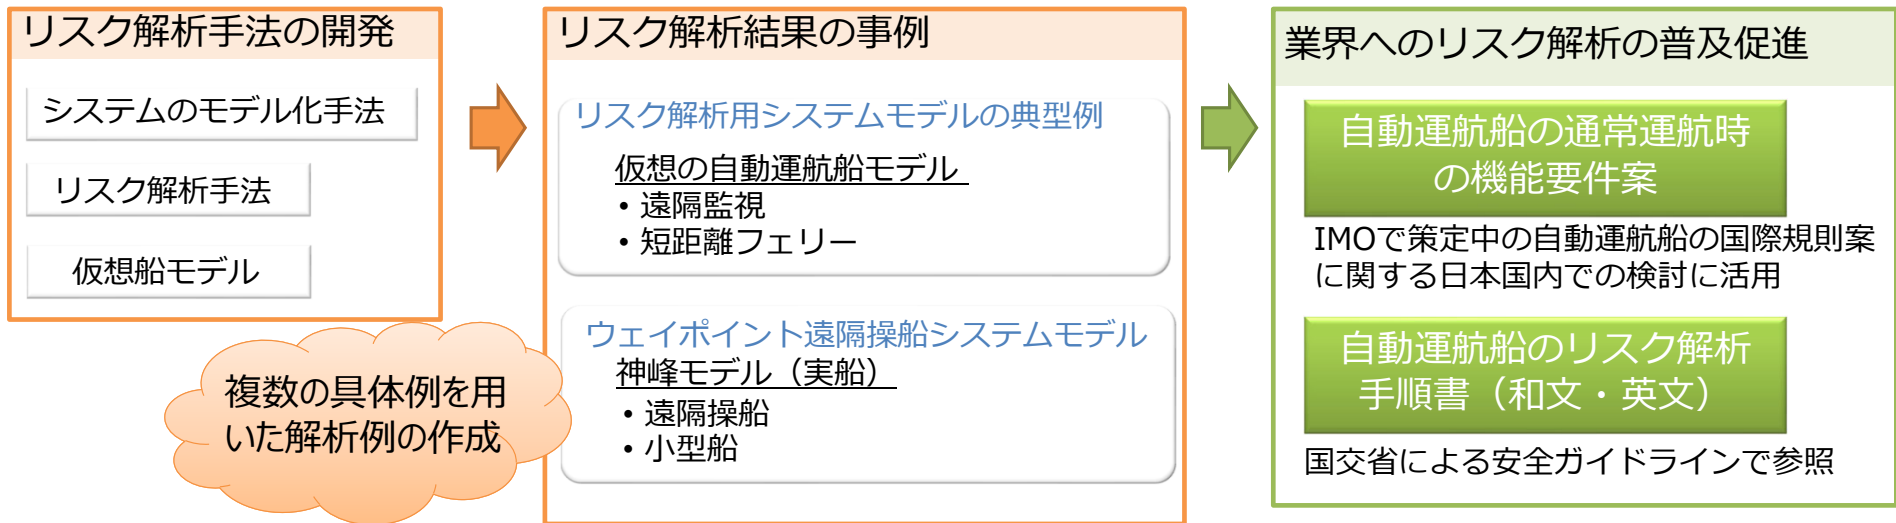 リスク解析手法の開発
システムのモデル化手法
リスク解析手法
仮想船モデル
複数の具体例を用
いた解析例の作成
リスク解析結果の事例
リスク解析用システムモデルの典型例
仮想の自動運航船モデル
・遠隔監視
・短距離フェリー
ウェイポイント遠隔操船システムモデル
神峰モデル（実船）
・遠隔操船
・小型船
業界へのリスク解析の普及促進
自動運航船の通常運航時
の機能要件案
IMOで策定中の自動運航船の国際規則案
に関する日本国内での検討に活用
自動運航船のリスク解析
手順書（和文・英文）
国交省による安全ガイドラインで参照